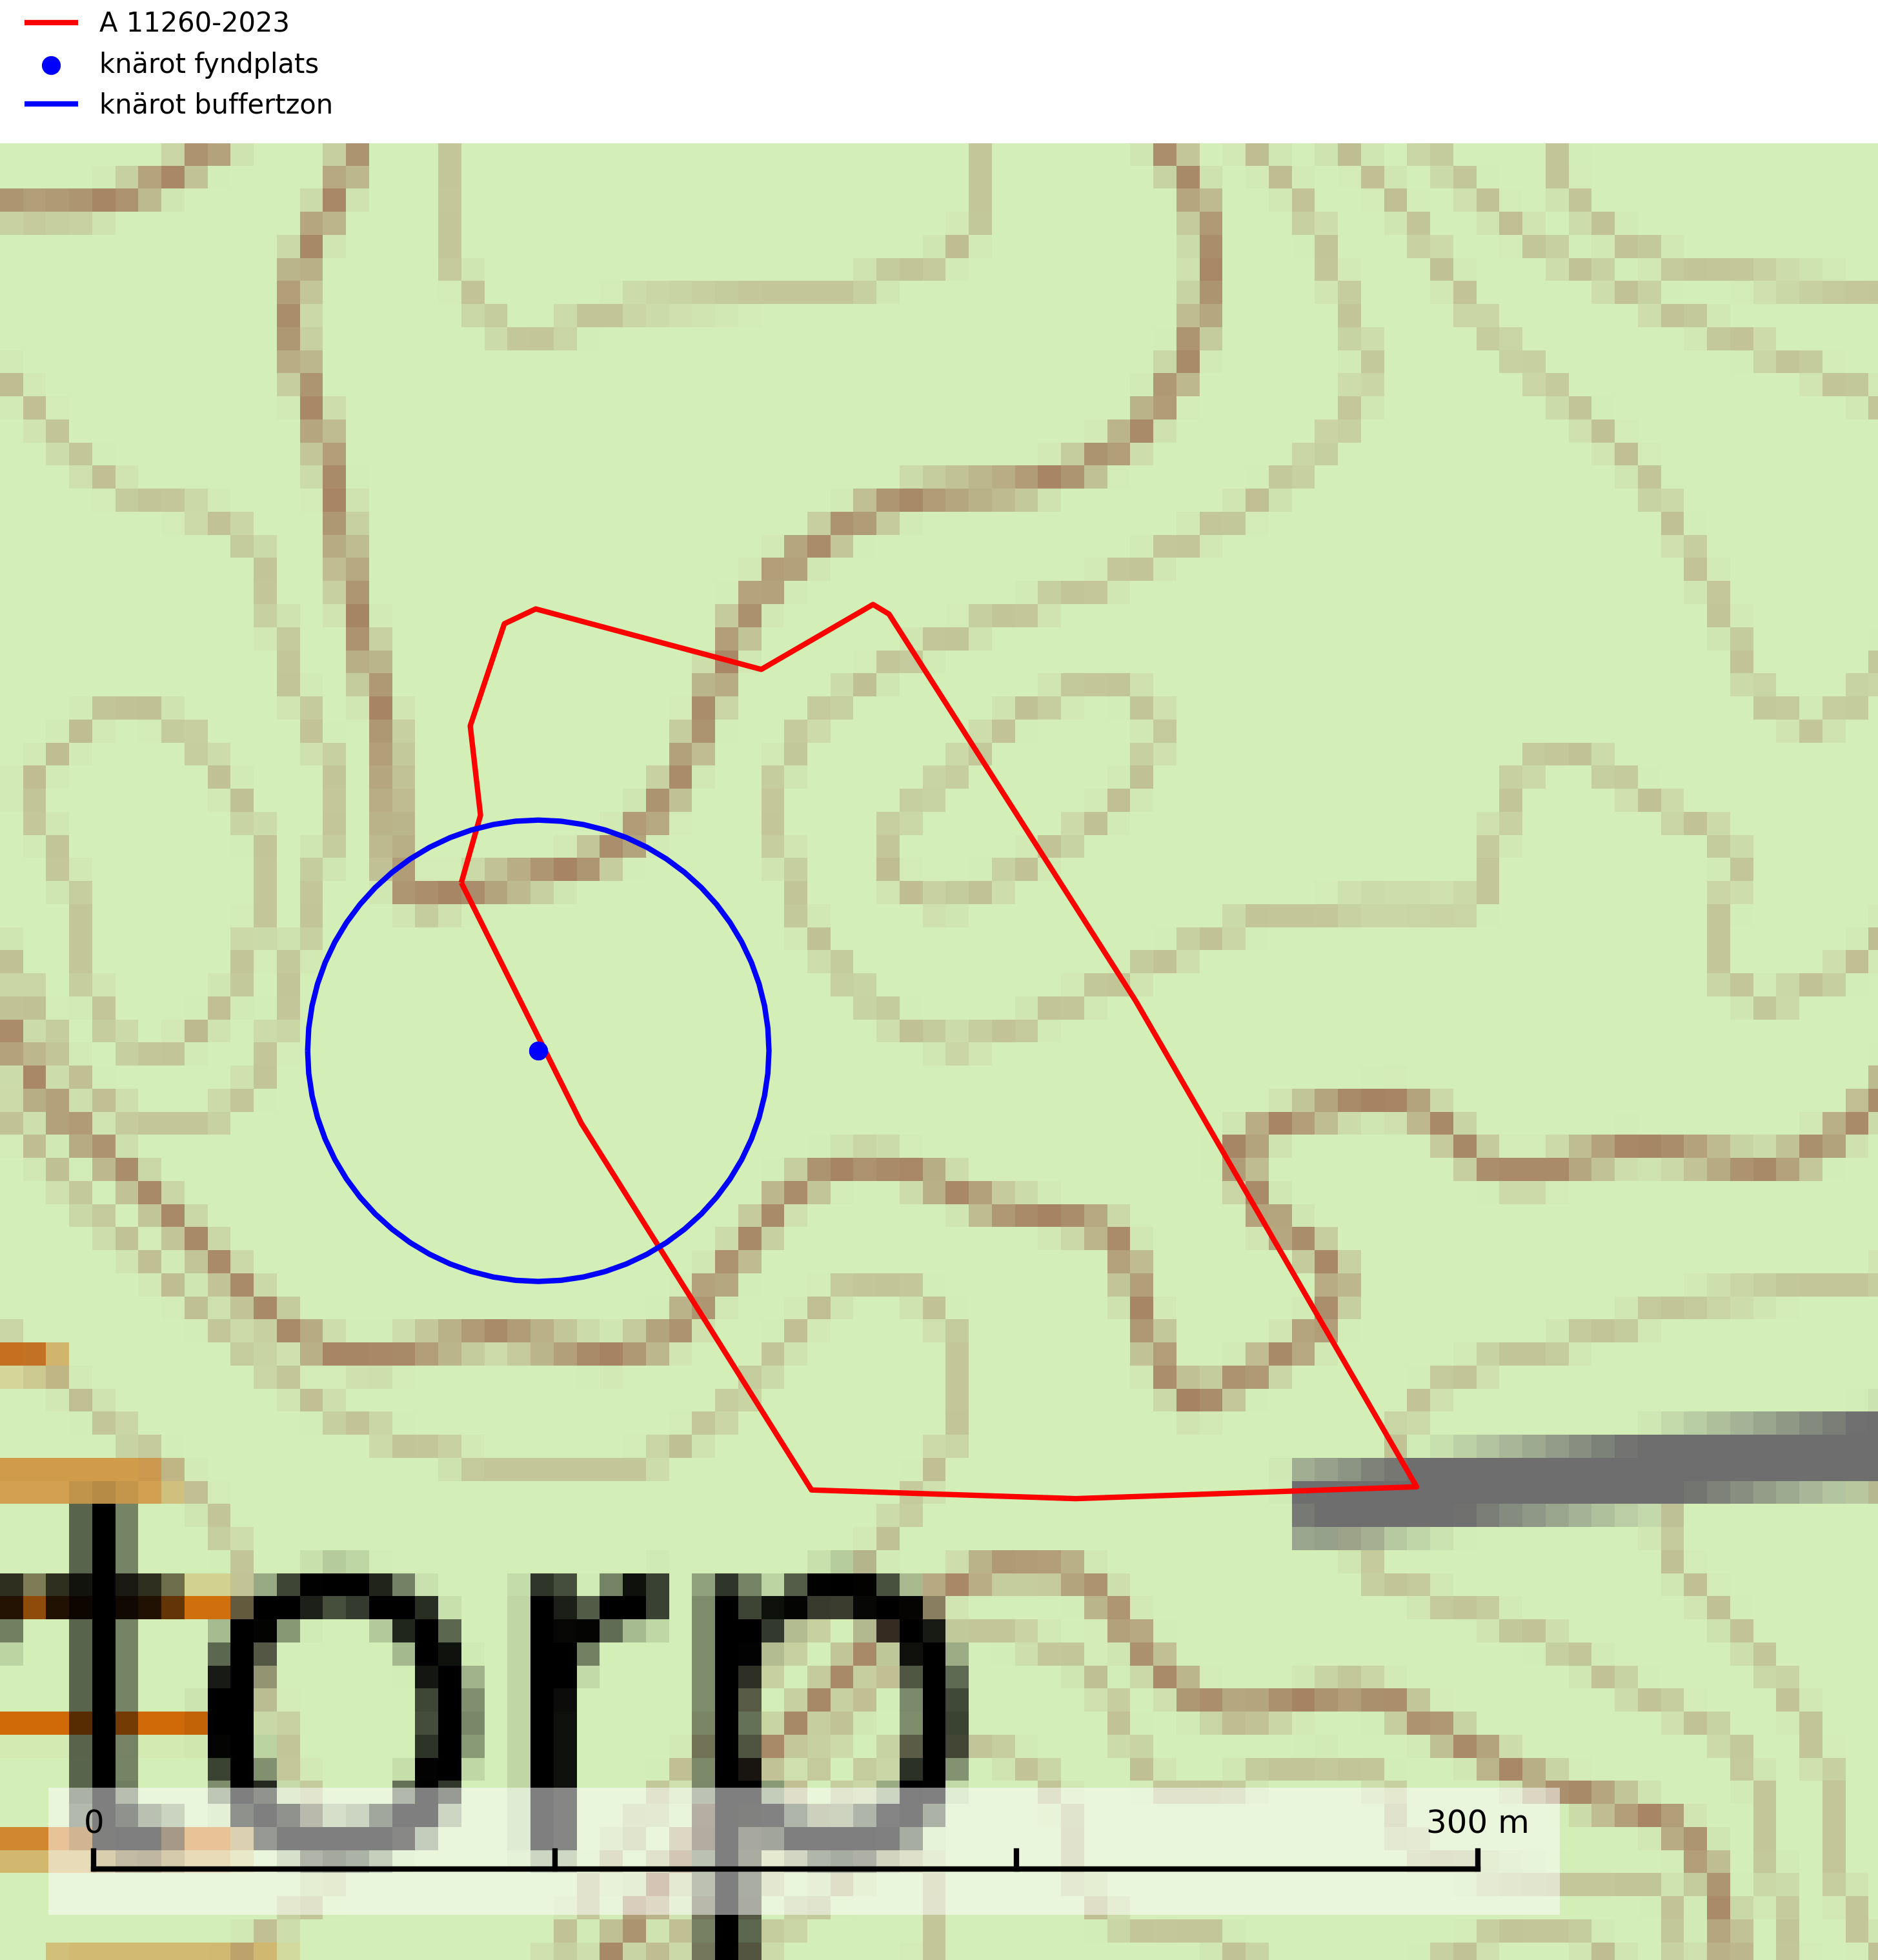 A 11260-2023
knärot fyndplats
knärot buffertzon
torp
0 300 m